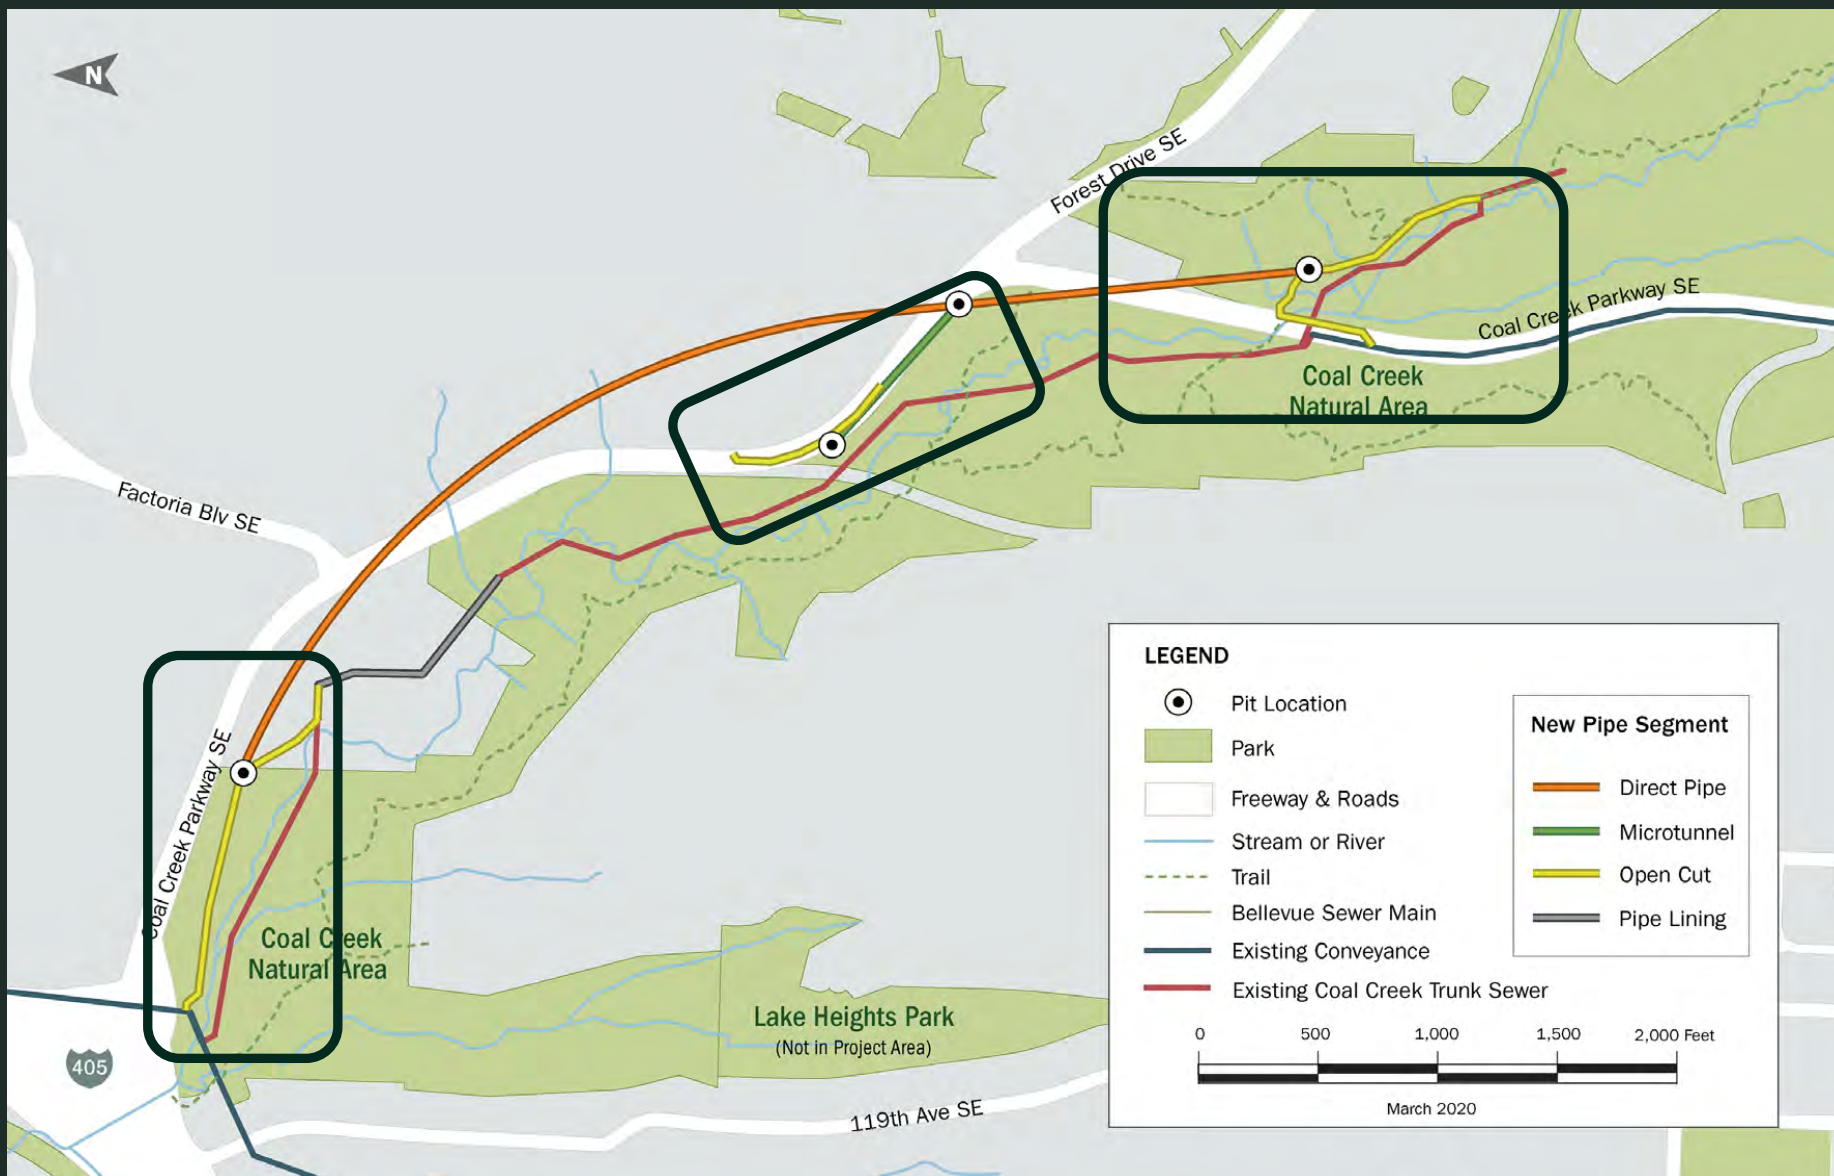 N
Forest Drive SE
Coal Creek Parkway SE
Coal Creek
Natural Area
Factoria Blv SE
Coal Creek Parkway SE
Coal Creek
Natural Area
Lake Heights Park
(Not in Project Area)
405
119th Ave SE
LEGEND
Pit Location
Park
Freeway & Roads
Stream or River
Trail
Bellevue Sewer Main
Existing Conveyance
Existing Coal Creek Trunk Sewer
New Pipe Segment
Direct Pipe
Microtunnel
Open Cut
Pipe Lining
0 500 1,000 1,500 2,000 Feet
March 2020